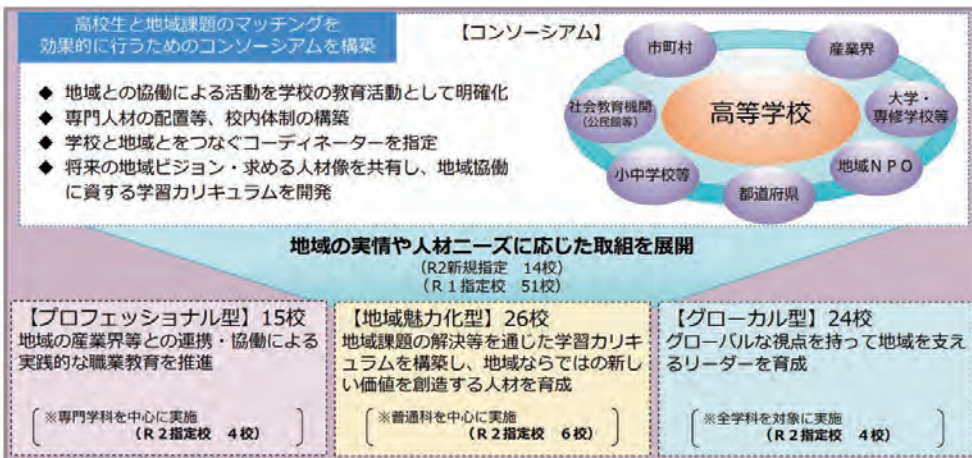 高校生と地域課題のマッチングを
効果的に行うためのコンソーシアムを構築
◆ 地域との協働による活動を学校の教育活動として明確化
◆ 専門人材の配置等、校内体制の構築
◆ 学校と地域とをつなぐコーディネーターを指定
◆ 将来の地域ビジョン・求める人材像を共有し、地域協働
に資する学習カリキュラムを開発
【コンソーシアム】
市町村
産業界
社会教育機関
(公民館等)
高等学校
大学・
専修学校等
小中学校等
地域NPO
都道府県
地域の実情や人材ニーズに応じた取組を展開
(R2新規指定 14校)
(R1指定校 51校)
【プロフェッショナル型】15校
地域の産業界等との連携・協働による
実践的な職業教育を推進
※専門学科を中心に実施
(R2指定校 4校)
【地域魅力化型】26校
地域課題の解決等を通じた学習カリキ
ュラムを構築し、地域ならではの新し
い価値を創造する人材を育成
※普通科を中心に実施
(R2指定校 6校)
【グローカル型】24校
グローバルな視点を持って地域を支え
るリーダーを育成
※全学科を対象に実施
(R2指定校 4校)